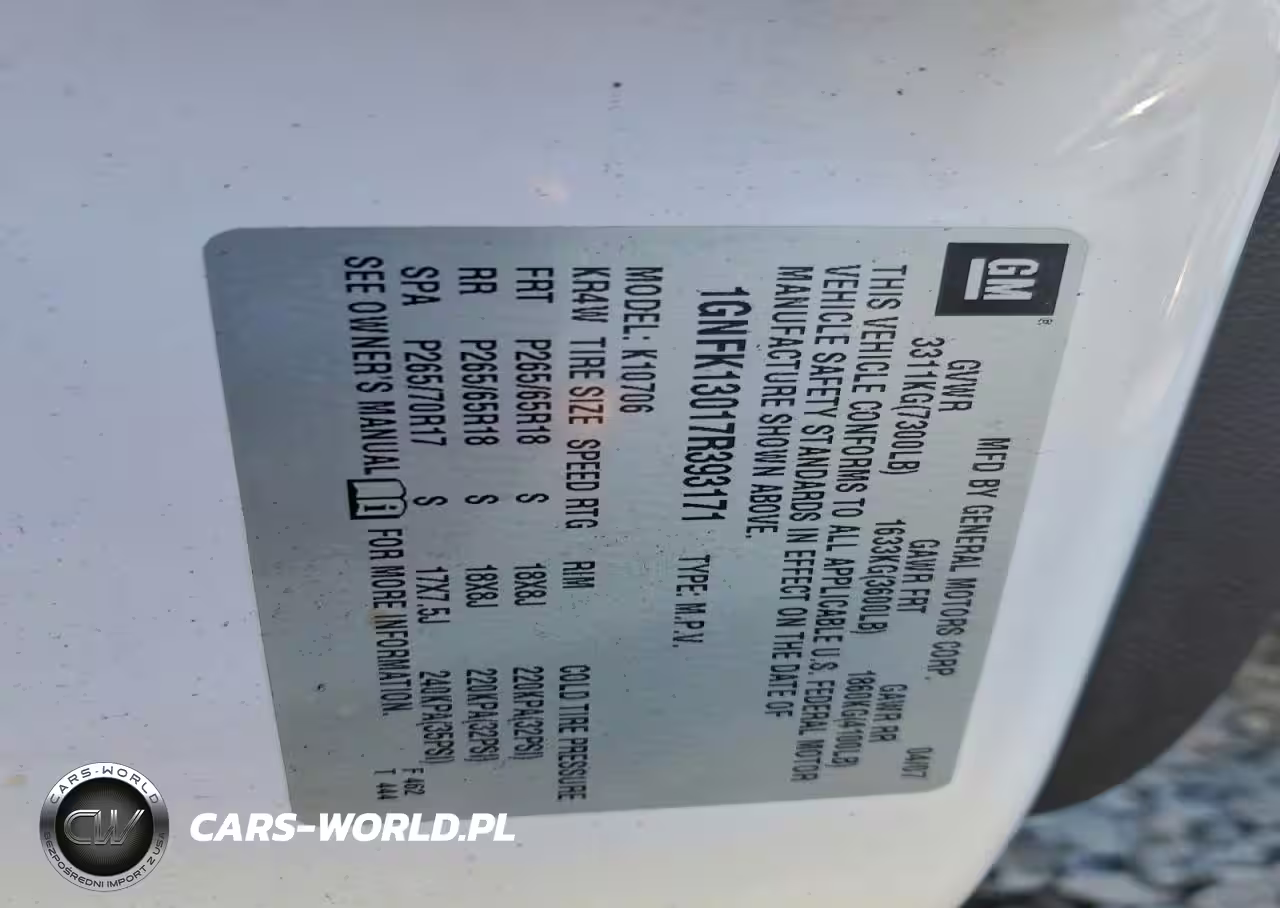 GM
®
MFD BY GENERAL MOTORS CORP.
04/07
GVWR GAWR FRT GAWR RR
3311KG(7300LB) 1633KG(3600LB) 1860KG(4100LB)
THIS VEHICLE CONFORMS TO ALL APPLICABLE U.S. FEDERAL MOTOR
VEHICLE SAFETY STANDARDS IN EFFECT ON THE DATE OF
MANUFACTURE SHOWN ABOVE.
1GNFK13017R393171 TYPE: M.P.V.
MODEL: K10706
KR4W TIRE SIZE SPEED RTG RIM COLD TIRE PRESSURE
FRT P265/65R18 S 18X8J 220KPA(32PSI)
RR P265/65R18 S 18X8J 220KPA(32PSI)
SPA P265/70R17 S 17X7.5J 240KPA(35PSI)
SEE OWNER'S MANUAL i FOR MORE INFORMATION.
F 462
T 444
CARS-WORLD
CW
BEZPOŚREDNI IMPORT Z USA
CARS-WORLD.PL